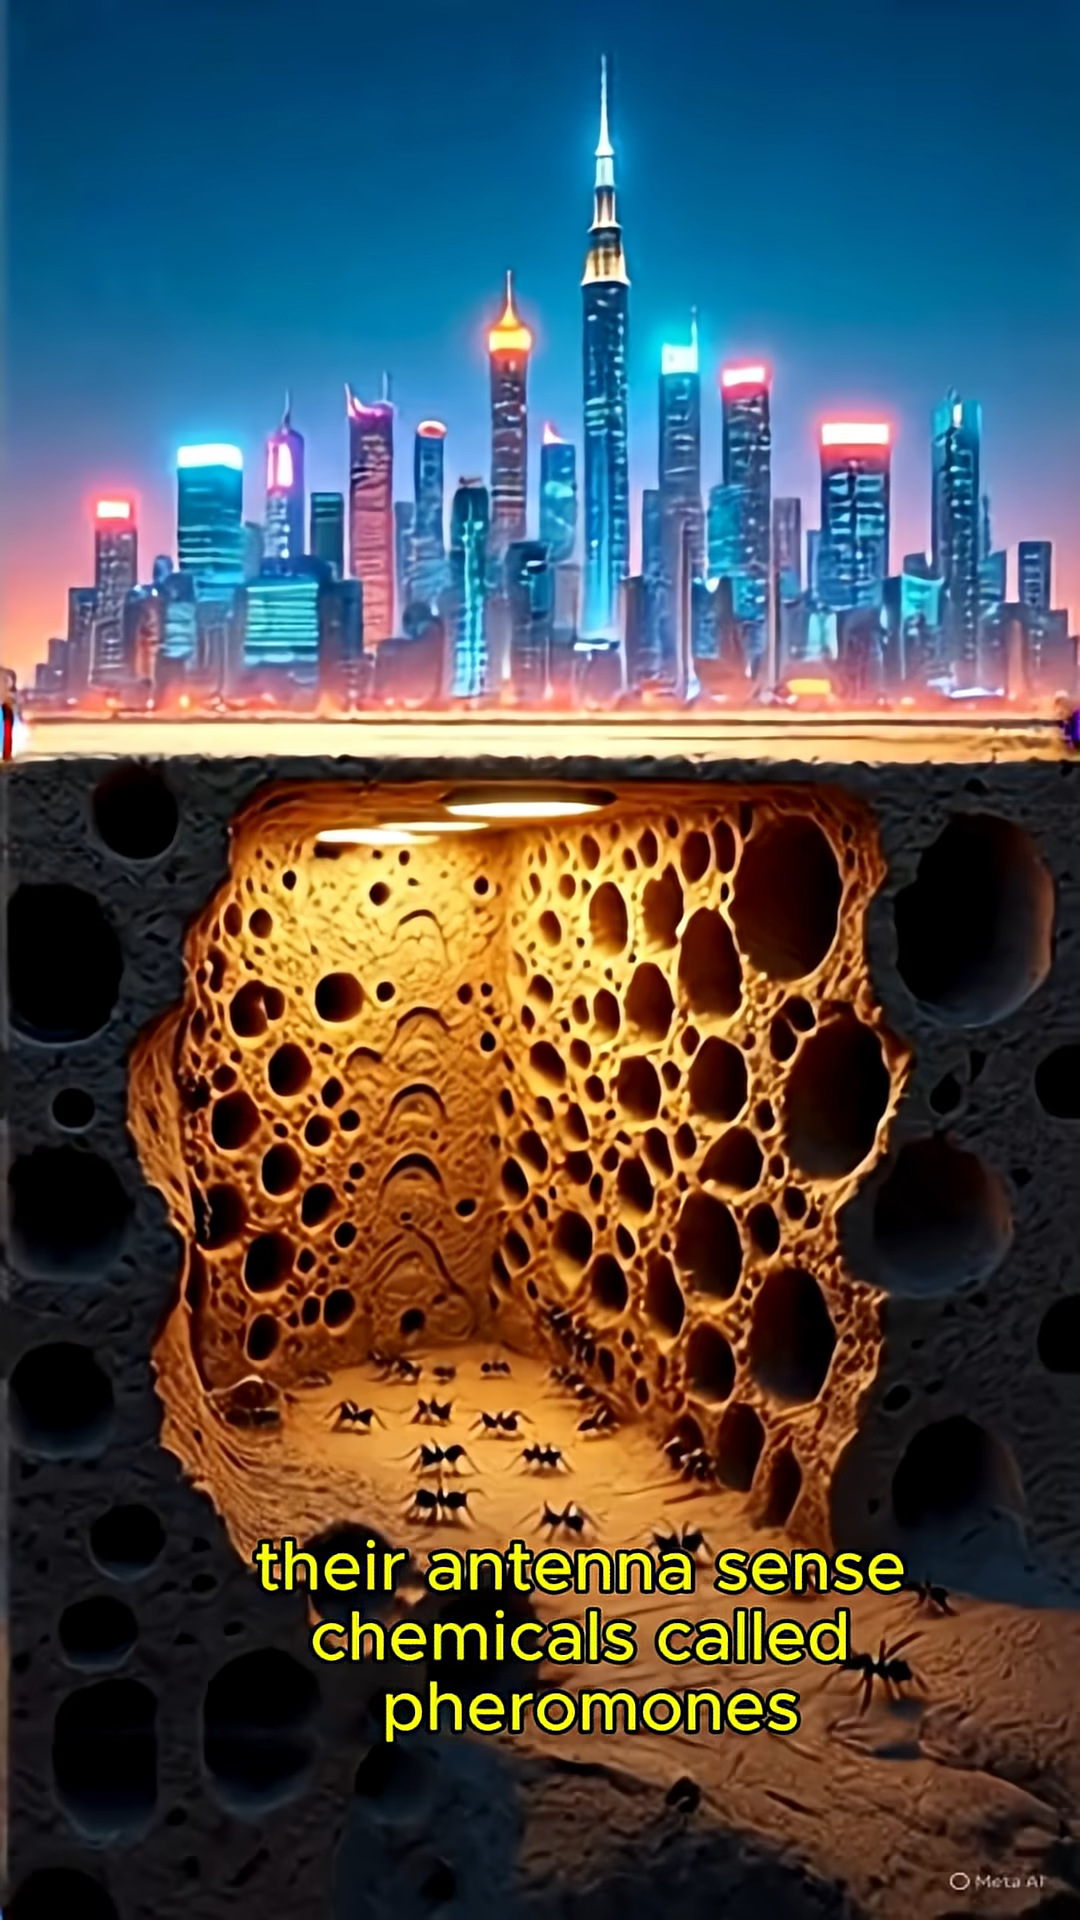 their antenna sense
chemicals called
pheromones
Meta AI